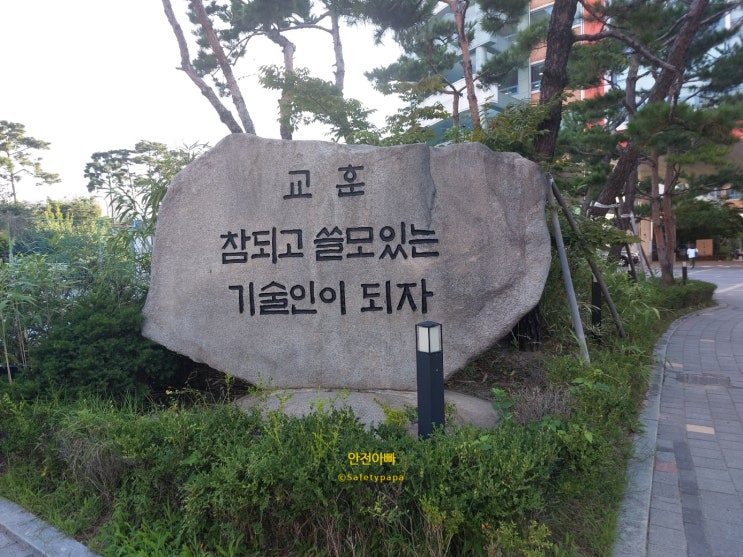 교 훈
참되고 쓸모있는
기술인이 되자
안전아빠
©Safetypapa